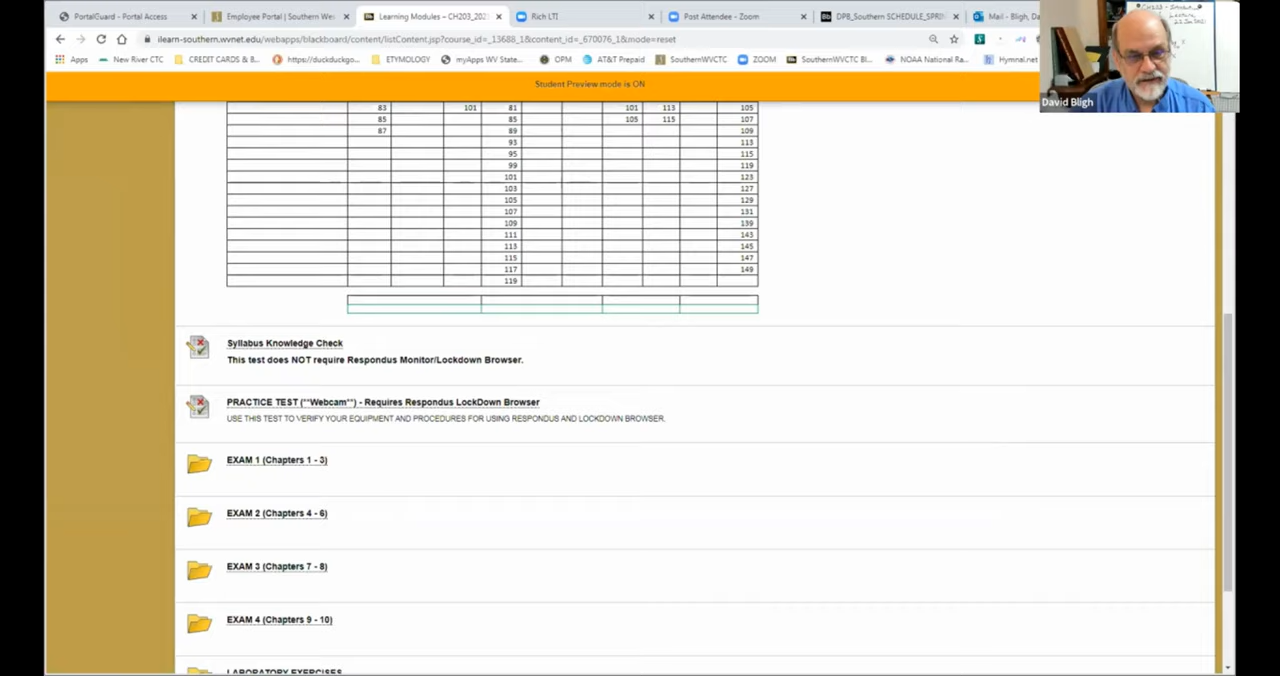 PortalGuard - Portal Access
Employee Portal | Southern Wes
Learning Modules – CH203_202
Rich LTI
Post Attendee - Zoom
DPB_Southern SCHEDULE_SPRIN
Mail - Bligh, Da
ilearn-southern.wvnet.edu/webapps/blackboard/content/listContent.jsp?course_id=_13688_1&content_id=_670076_1&mode=reset
Apps New River CTC CREDIT CARDS & B... https://duckduckgo... ETYMOLOGY myApps WV State... OPM AT&T Prepaid SouthernWVCTC ZOOM SouthernWVCTC Bl... NOAA National Ra... Hymnal.net
Student Preview mode is ON
David Bligh
83 101 81 101 113 105
85 85 105 115 107
87 89 109
93 113
95 115
99 119
101 123
103 127
105 129
107 131
109 139
111 143
113 145
115 147
117 149
119
Syllabus Knowledge Check
This test does NOT require Respondus Monitor/Lockdown Browser.
PRACTICE TEST (**Webcam**) - Requires Respondus LockDown Browser
USE THIS TEST TO VERIFY YOUR EQUIPMENT AND PROCEDURES FOR USING RESPONDUS AND LOCKDOWN BROWSER.
EXAM 1 (Chapters 1 - 3)
EXAM 2 (Chapters 4 - 6)
EXAM 3 (Chapters 7 - 8)
EXAM 4 (Chapters 9 - 10)
LABORATORY EXERCISES